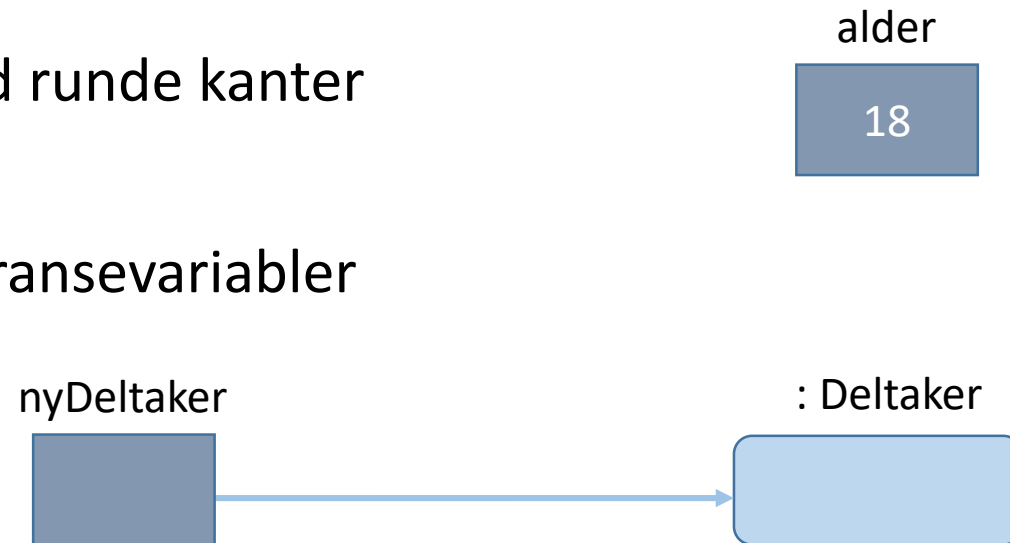 alder
d runde kanter
18
ransevariabler
nyDeltaker
: Deltaker